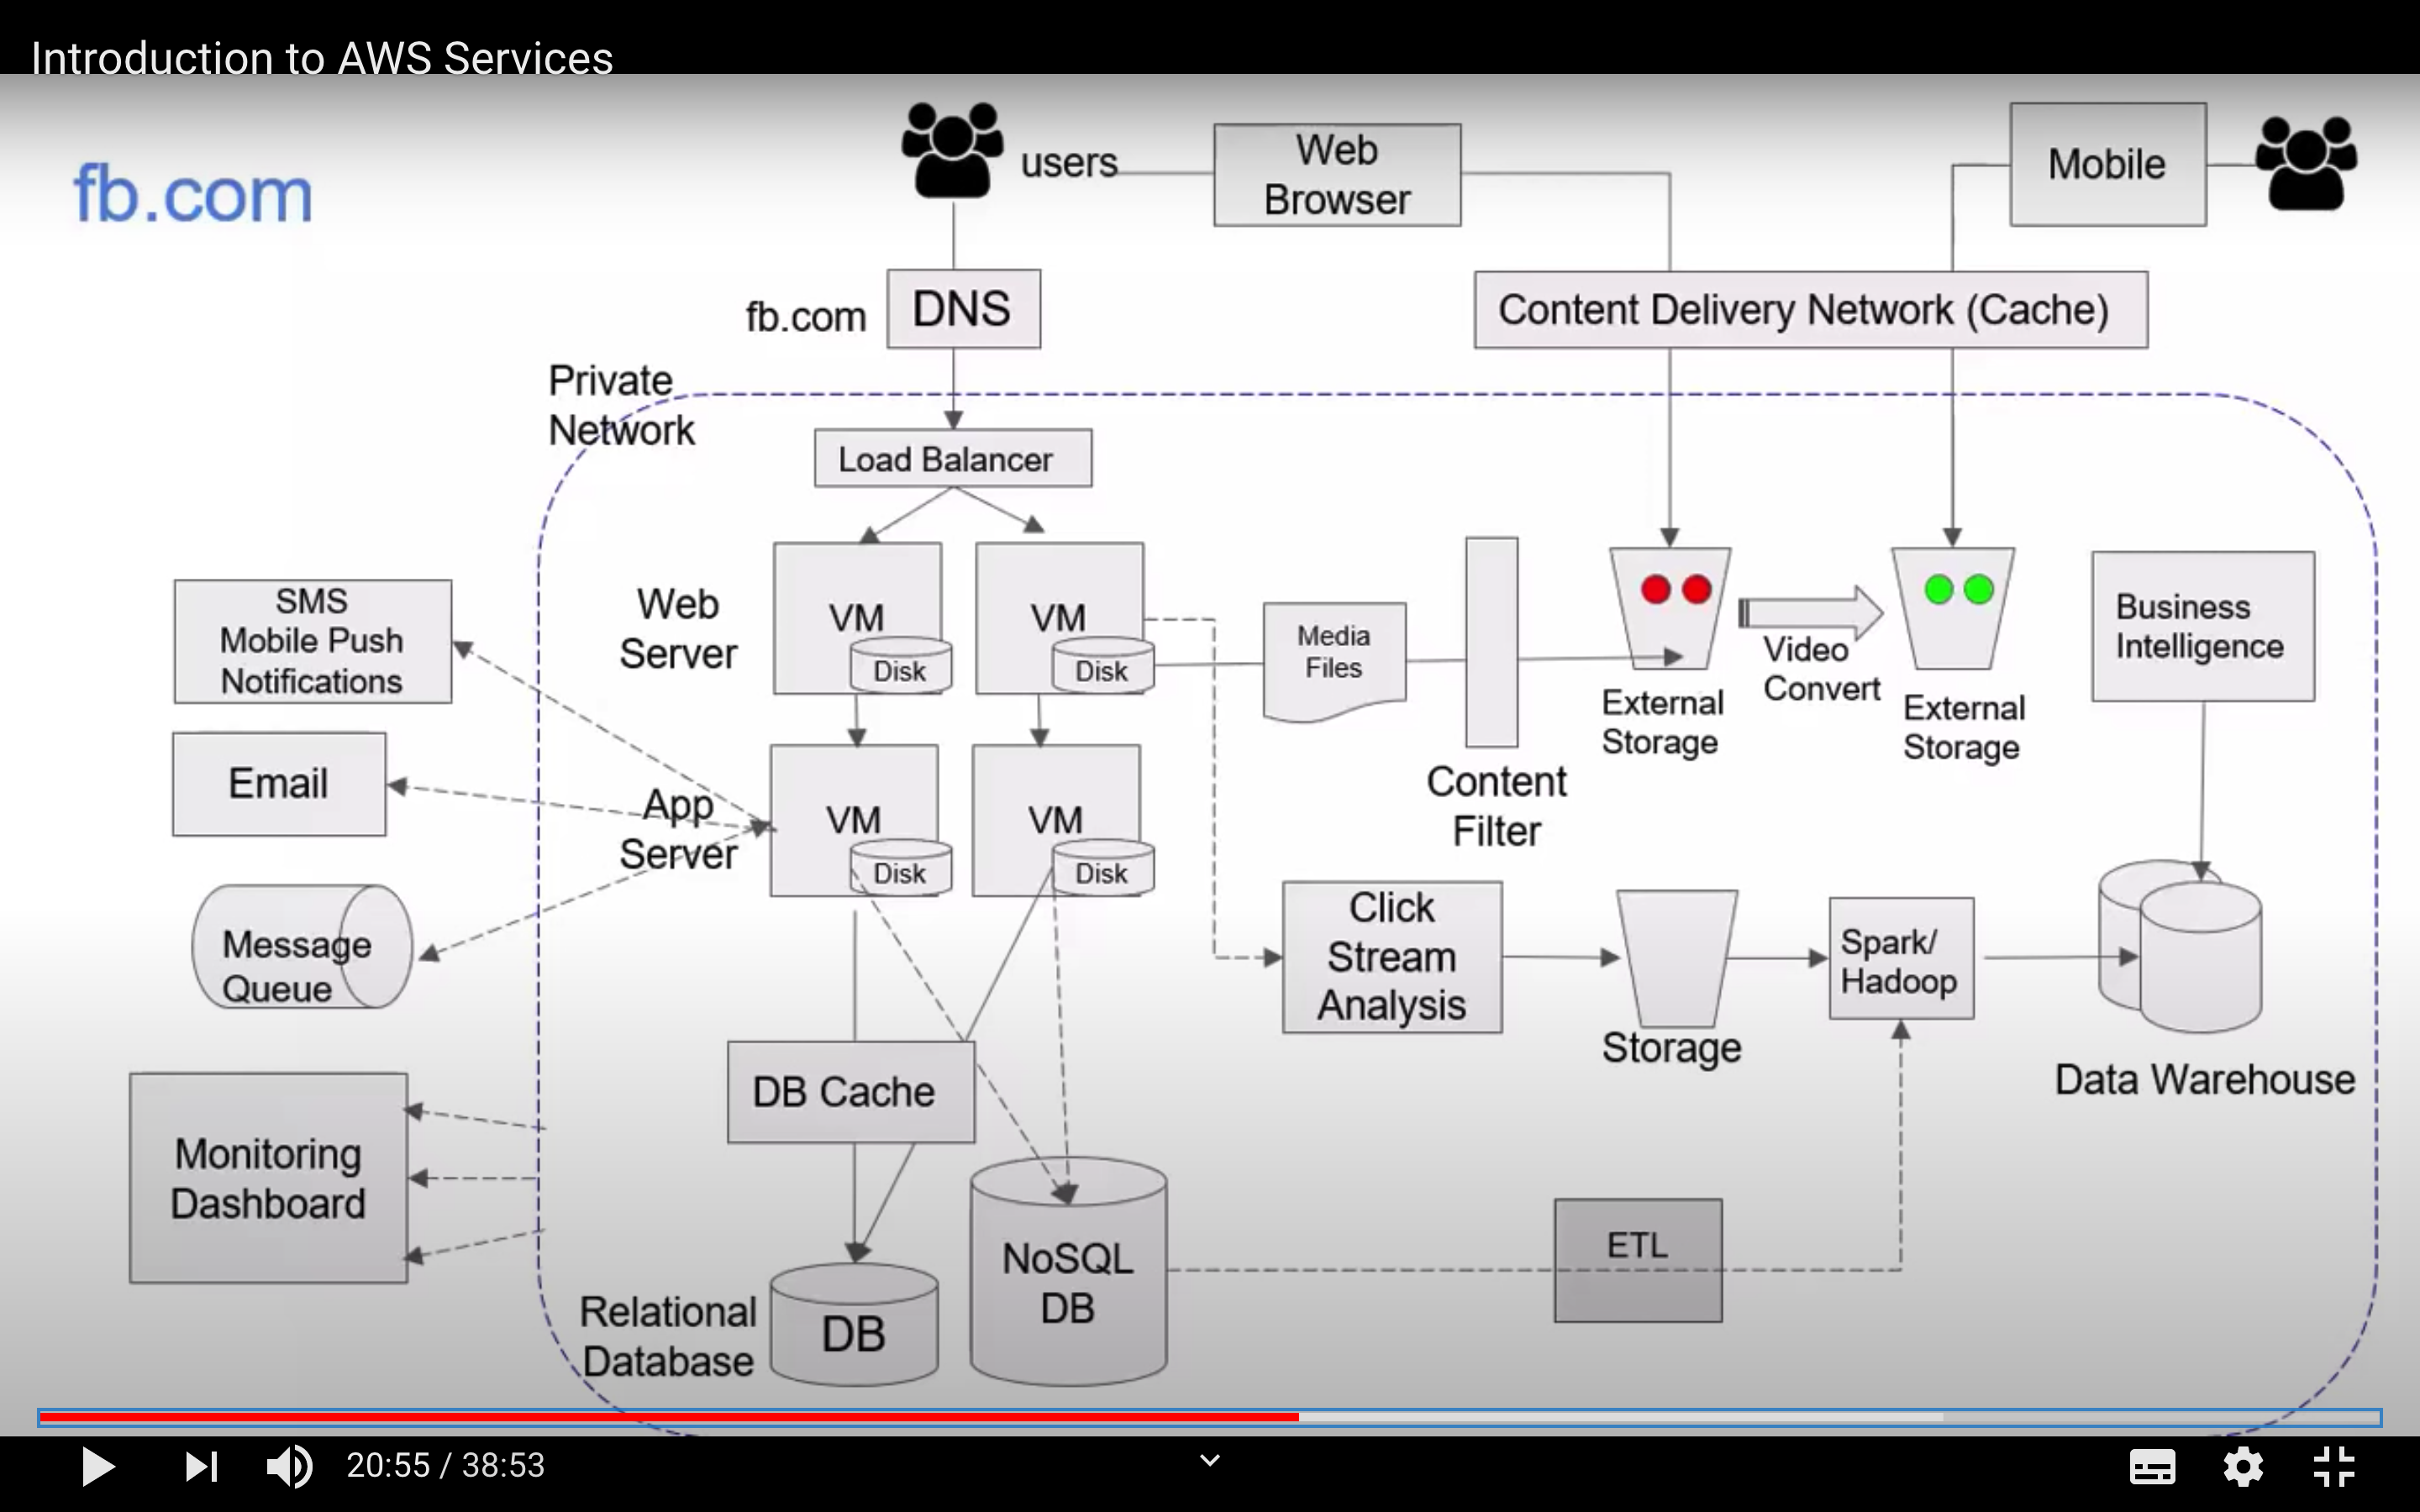 Introduction to AWS Services
fb.com
users
Web
Browser
Mobile
fb.com
DNS
Content Delivery Network (Cache)
Private
Network
Load Balancer
Web
Server
VM
Disk
VM
Disk
Media
Files
Content
Filter
External
Storage
Video
Convert
External
Storage
Business
Intelligence
SMS
Mobile Push
Notifications
Email
Message
Queue
App
Server
VM
Disk
VM
Disk
Click
Stream
Analysis
Storage
Spark/
Hadoop
Data Warehouse
Monitoring
Dashboard
DB Cache
Relational
Database
DB
NoSQL
DB
ETL
20:55 / 38:53